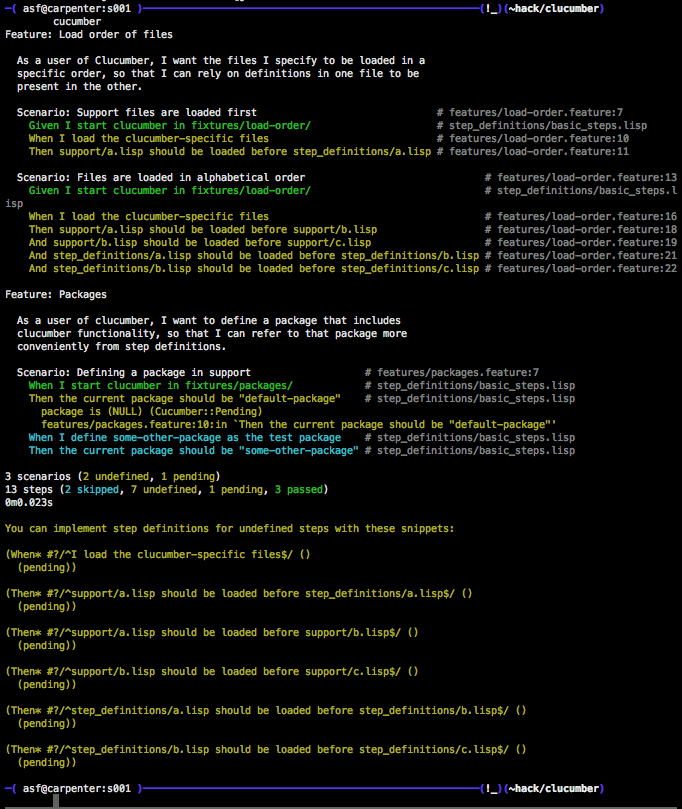 ─( asf@carpenter:s001 )──(!_)(~hack/clucumber)
cucumber
Feature: Load order of files
As a user of Clucumber, I want the files I specify to be loaded in a
specific order, so that I can rely on definitions in one file to be
present in the other.
Scenario: Support files are loaded first # features/load-order.feature:7
Given I start clucumber in fixtures/load-order/ # step_definitions/basic_steps.lisp
When I load the clucumber-specific files # features/load-order.feature:10
Then support/a.lisp should be loaded before step_definitions/a.lisp # features/load-order.feature:11
Scenario: Files are loaded in alphabetical order # features/load-order.feature:13
Given I start clucumber in fixtures/load-order/ # step_definitions/basic_steps.l
isp
When I load the clucumber-specific files # features/load-order.feature:16
Then support/a.lisp should be loaded before support/b.lisp # features/load-order.feature:18
And support/b.lisp should be loaded before support/c.lisp # features/load-order.feature:19
And step_definitions/a.lisp should be loaded before step_definitions/b.lisp # features/load-order.feature:21
And step_definitions/b.lisp should be loaded before step_definitions/c.lisp # features/load-order.feature:22
Feature: Packages
As a user of clucumber, I want to define a package that includes
clucumber functionality, so that I can refer to that package more
conveniently from step definitions.
Scenario: Defining a package in support # features/packages.feature:7
When I start clucumber in fixtures/packages/ # step_definitions/basic_steps.lisp
Then the current package should be "default-package" # step_definitions/basic_steps.lisp
package is (NULL) (Cucumber::Pending)
features/packages.feature:10:in `Then the current package should be "default-package"'
When I define some-other-package as the test package # step_definitions/basic_steps.lisp
Then the current package should be "some-other-package" # step_definitions/basic_steps.lisp
3 scenarios (2 undefined, 1 pending)
13 steps (2 skipped, 7 undefined, 1 pending, 3 passed)
0m0.023s
You can implement step definitions for undefined steps with these snippets:
(When* #?/^I load the clucumber-specific files$/ ()
(pending))
(Then* #?/^support/a.lisp should be loaded before step_definitions/a.lisp$/ ()
(pending))
(Then* #?/^support/a.lisp should be loaded before support/b.lisp$/ ()
(pending))
(Then* #?/^support/b.lisp should be loaded before support/c.lisp$/ ()
(pending))
(Then* #?/^step_definitions/a.lisp should be loaded before step_definitions/b.lisp$/ ()
(pending))
(Then* #?/^step_definitions/b.lisp should be loaded before step_definitions/c.lisp$/ ()
(pending))
─( asf@carpenter:s001 )──(!_)(~hack/clucumber)